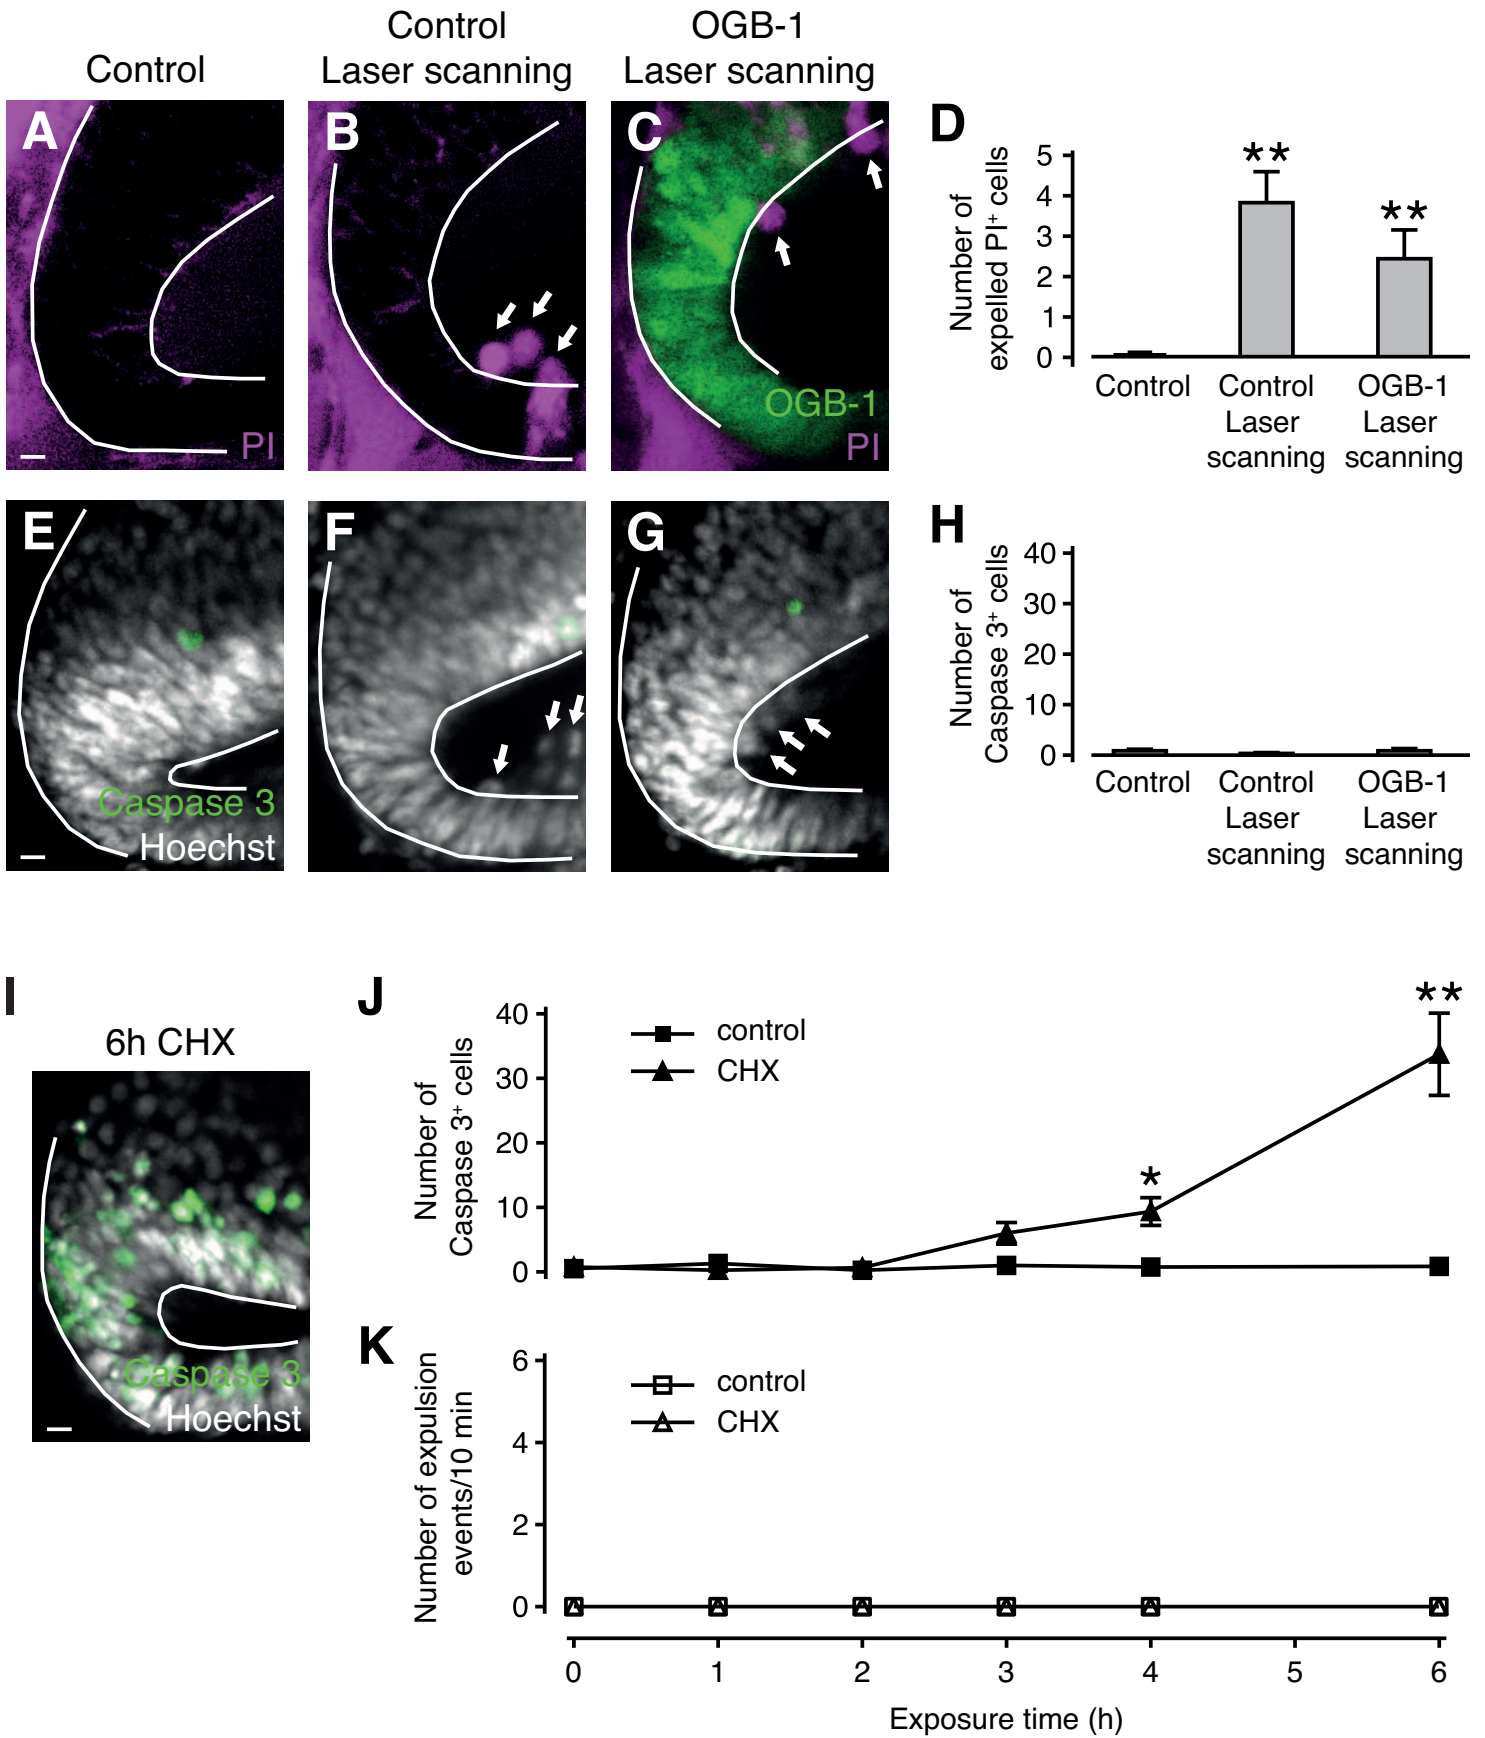 Control
Control
Laser scanning
OGB-1
Laser scanning
A
PI
B
C
OGB-1
PI
D
Number of
expelled PI⁺ cells
5
4
3
2
1
0
**
**
Control
Control
Laser
scanning
OGB-1
Laser
scanning
E
Caspase 3
Hoechst
F
G
H
Number of
Caspase 3⁺ cells
40
30
20
10
0
Control
Control
Laser
scanning
OGB-1
Laser
scanning
I
6h CHX
Caspase 3
Hoechst
J
Number of
Caspase 3⁺ cells
40
30
20
10
0
control
CHX
*
**
K
Number of expulsion
events/10 min
6
4
2
0
control
CHX
0 1 2 3 4 5 6
Exposure time (h)